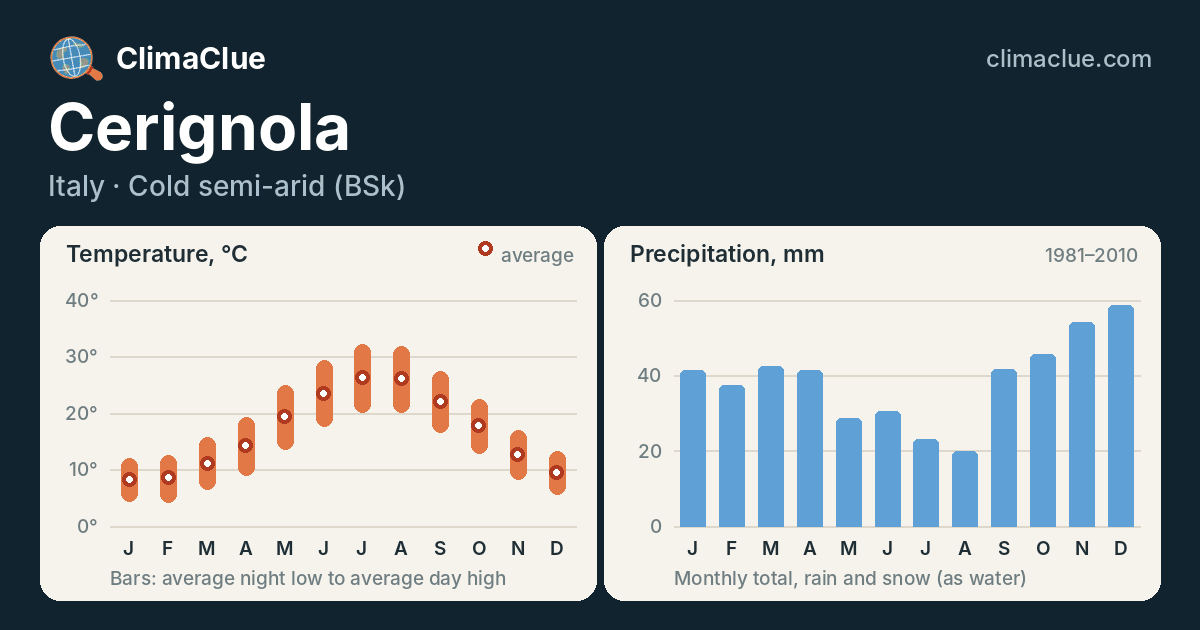 ClimaClue
climaclue.com
Cerignola
Italy · Cold semi-arid (BSk)
Temperature, °C
average
40°
30°
20°
10°
0°
J F M A M J J A S O N D
Bars: average night low to average day high
Precipitation, mm
1981–2010
60
40
20
0
J F M A M J J A S O N D
Monthly total, rain and snow (as water)